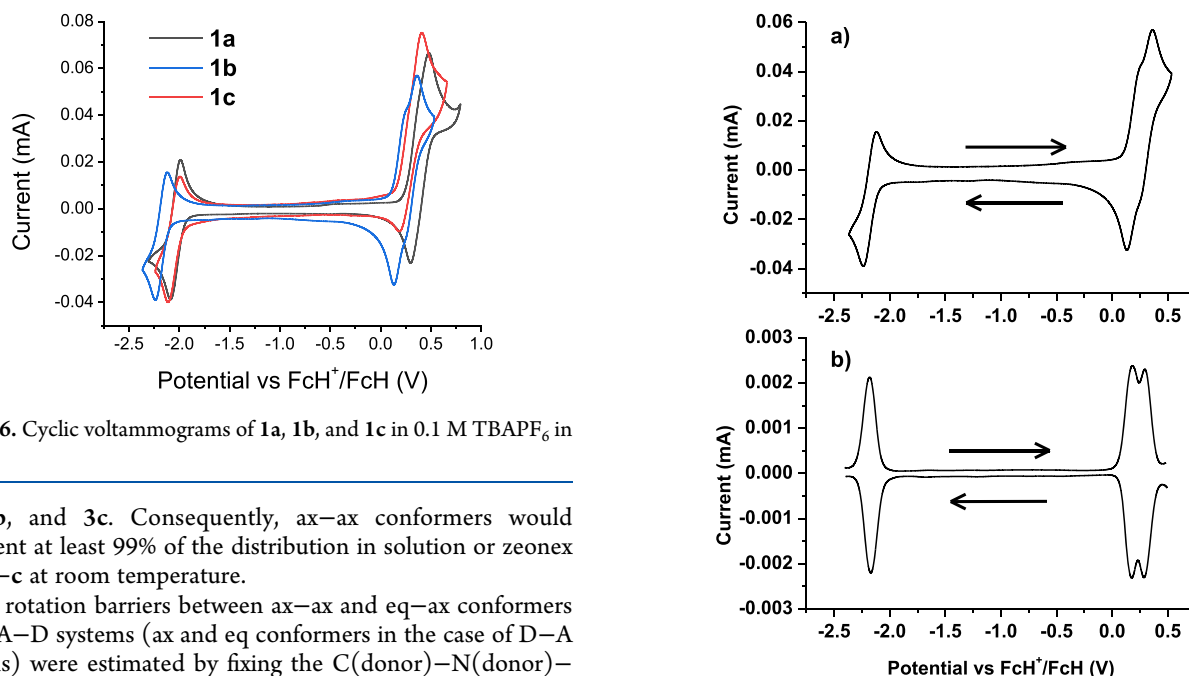 0.08
0.06
0.04
0.02
0.00
-0.02
-0.04
Current (mA)
1a
1b
1c
-2.5 -2.0 -1.5 -1.0 -0.5 0.0 0.5 1.0
Potential vs FcH+/FcH (V)
6. Cyclic voltammograms of 1a, 1b, and 1c in 0.1 M TBAPF6 in
b, and 3c. Consequently, ax−ax conformers would
ent at least 99% of the distribution in solution or zeonex
−c at room temperature.
rotation barriers between ax−ax and eq−ax conformers
A−D systems (ax and eq conformers in the case of D−A
ns) were estimated by fixing the C(donor)−N(donor)−
a)
0.06
0.04
0.02
0.00
-0.02
-0.04
Current (mA)
-2.5 -2.0 -1.5 -1.0 -0.5 0.0 0.5
b)
0.003
0.002
0.001
0.000
-0.001
-0.002
-0.003
Current (mA)
-2.5 -2.0 -1.5 -1.0 -0.5 0.0 0.5
Potential vs FcH+/FcH (V)